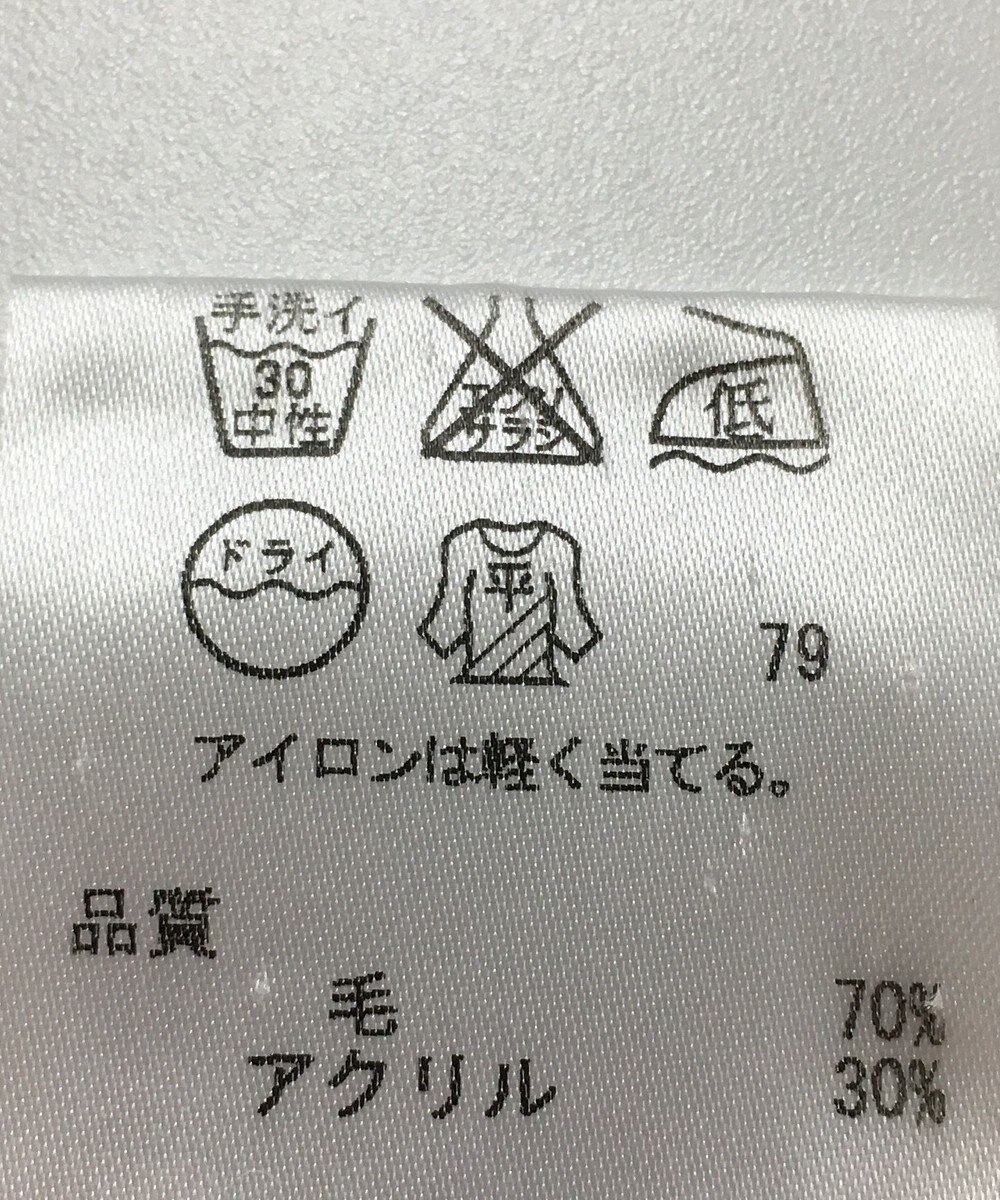 手洗イ
30
中性
エンソ
サラシ
低
ドライ
平
79
アイロンは軽く当てる。
品質
毛 70%
アクリル 30%